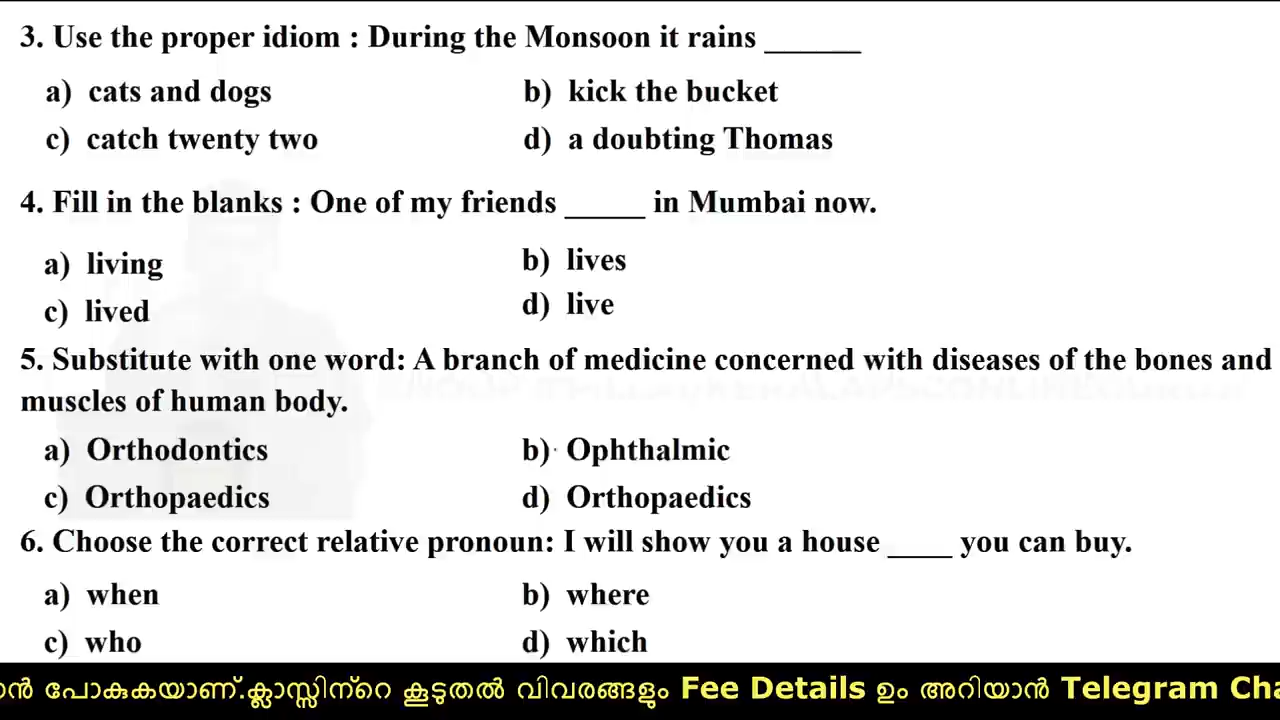 3. Use the proper idiom : During the Monsoon it rains ______
a) cats and dogs b) kick the bucket
c) catch twenty two d) a doubting Thomas
4. Fill in the blanks : One of my friends _____ in Mumbai now.
a) living b) lives
c) lived d) live
5. Substitute with one word: A branch of medicine concerned with diseases of the bones and
muscles of human body.
a) Orthodontics b) Ophthalmic
c) Orthopaedics d) Orthopaedics
6. Choose the correct relative pronoun: I will show you a house ____ you can buy.
a) when b) where
c) who d) which
പോകുകയാണ്.ക്ലാസ്സിന്റെ കൂടുതൽ വിവരങ്ങളും Fee Details ഉം അറിയാൻ Telegram